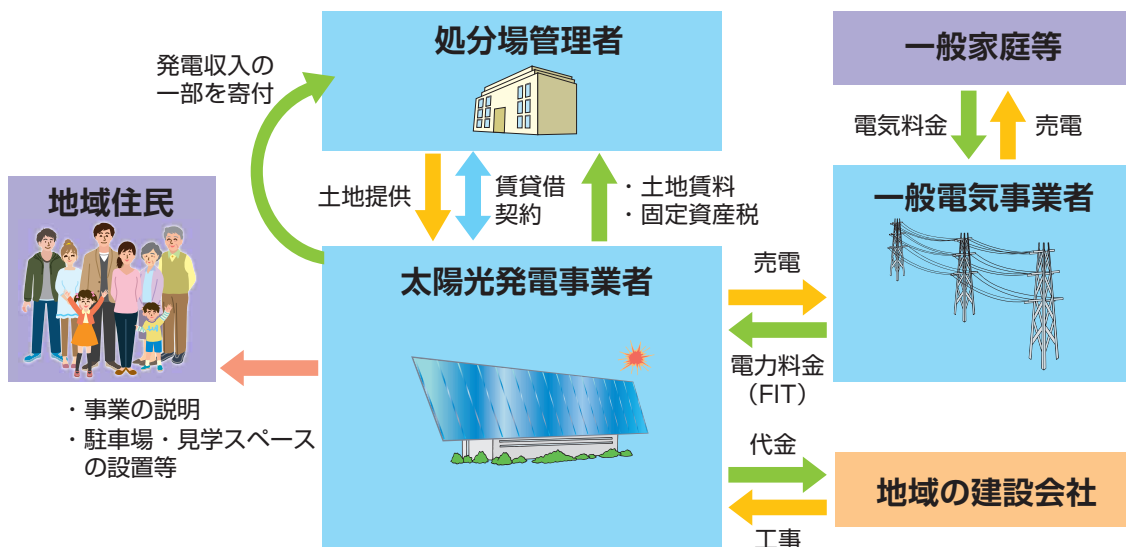 処分場管理者
一般家庭等
発電収入の
一部を寄付
電気料金
売電
土地提供
賃貸借
契約
・土地賃料
・固定資産税
地域住民
一般電気事業者
太陽光発電事業者
売電
電力料金
（FIT）
・事業の説明
・駐車場・見学スペース
の設置等
代金
地域の建設会社
工事